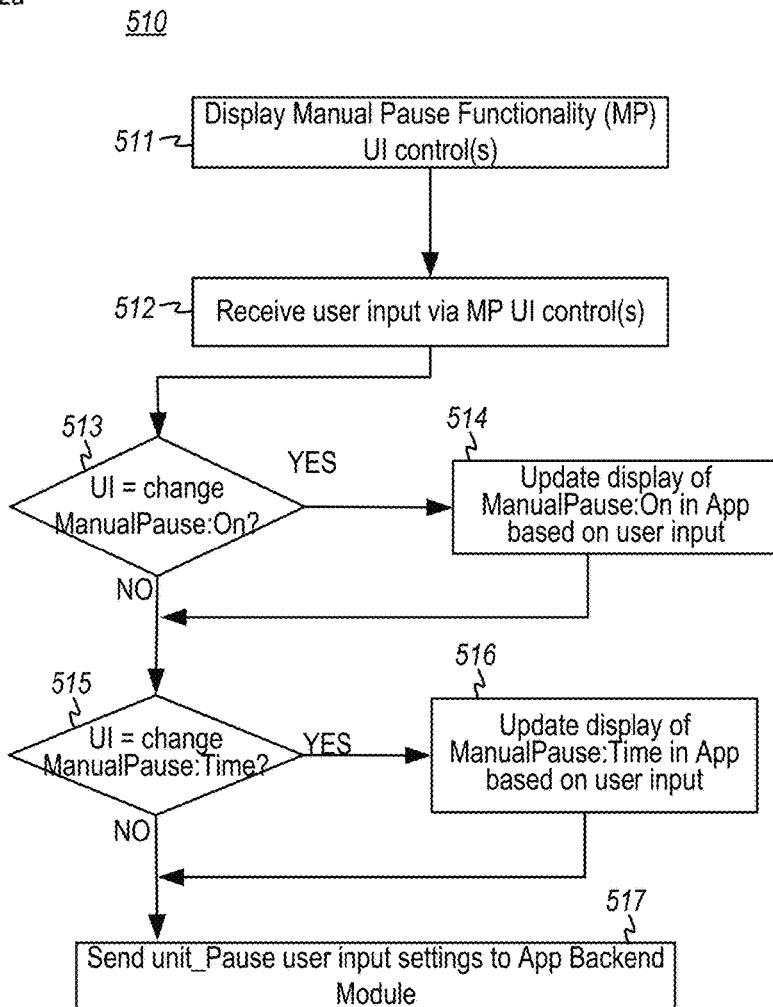 510
Display Manual Pause Functionality (MP)
UI control(s)
511
512
Receive user input via MP UI control(s)
513
UI = change
ManualPause:On?
YES
514
Update display of
ManualPause:On in App
based on user input
NO
515
UI = change
ManualPause:Time?
YES
516
Update display of
ManualPause:Time in App
based on user input
NO
517
Send unit_Pause user input settings to App Backend
Module